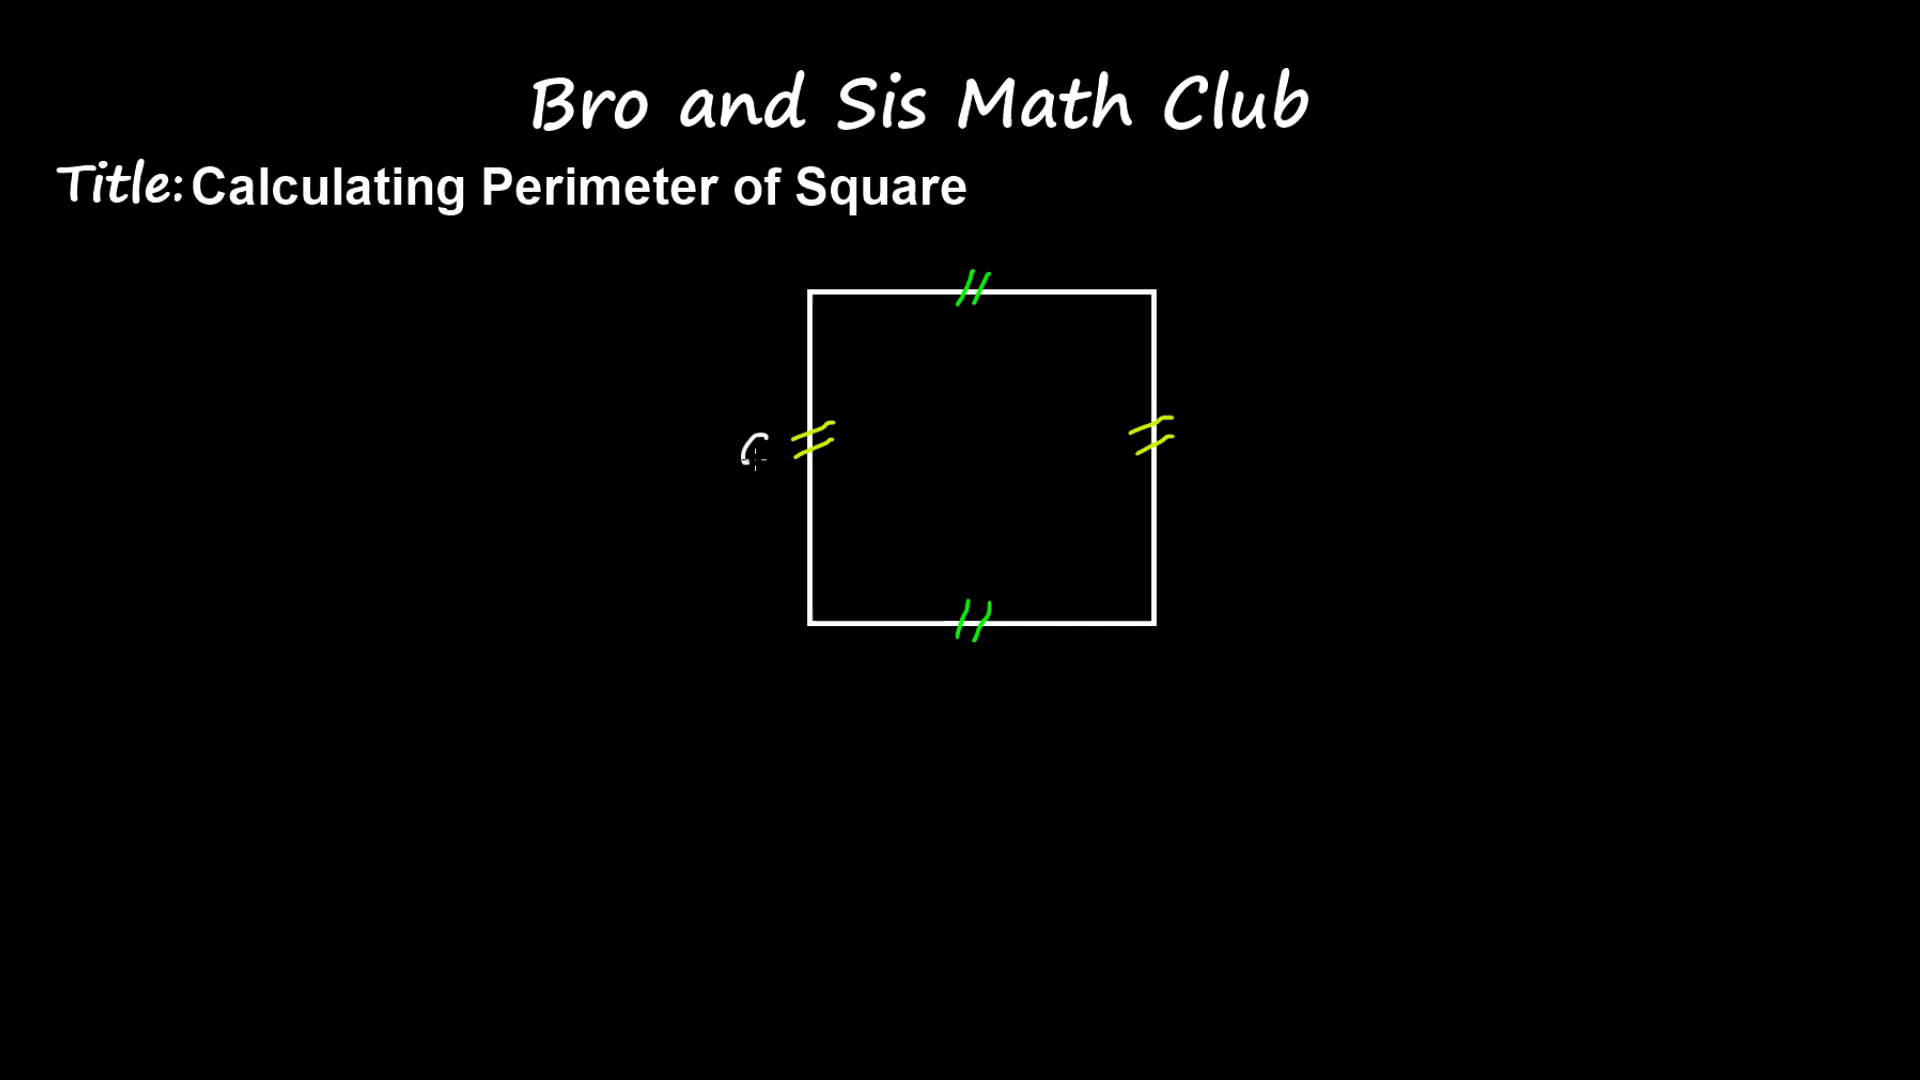 Bro and Sis Math Club
Title: Calculating Perimeter of Square